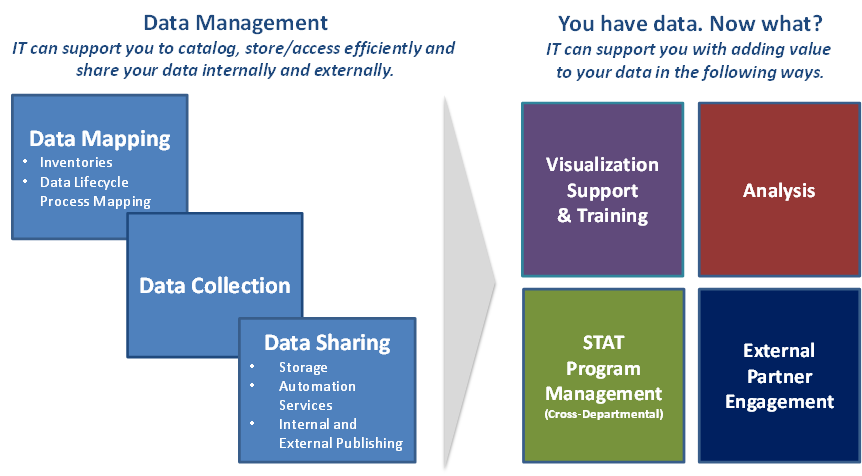 Data Management
IT can support you to catalog, store/access efficiently and
share your data internally and externally.
Data Mapping
• Inventories
• Data Lifecycle
Process Mapping
Data Collection
Data Sharing
• Storage
• Automation
Services
• Internal and
External Publishing
You have data. Now what?
IT can support you with adding value
to your data in the following ways.
Visualization
Support
& Training
Analysis
STAT
Program
Management
(Cross-Departmental)
External
Partner
Engagement